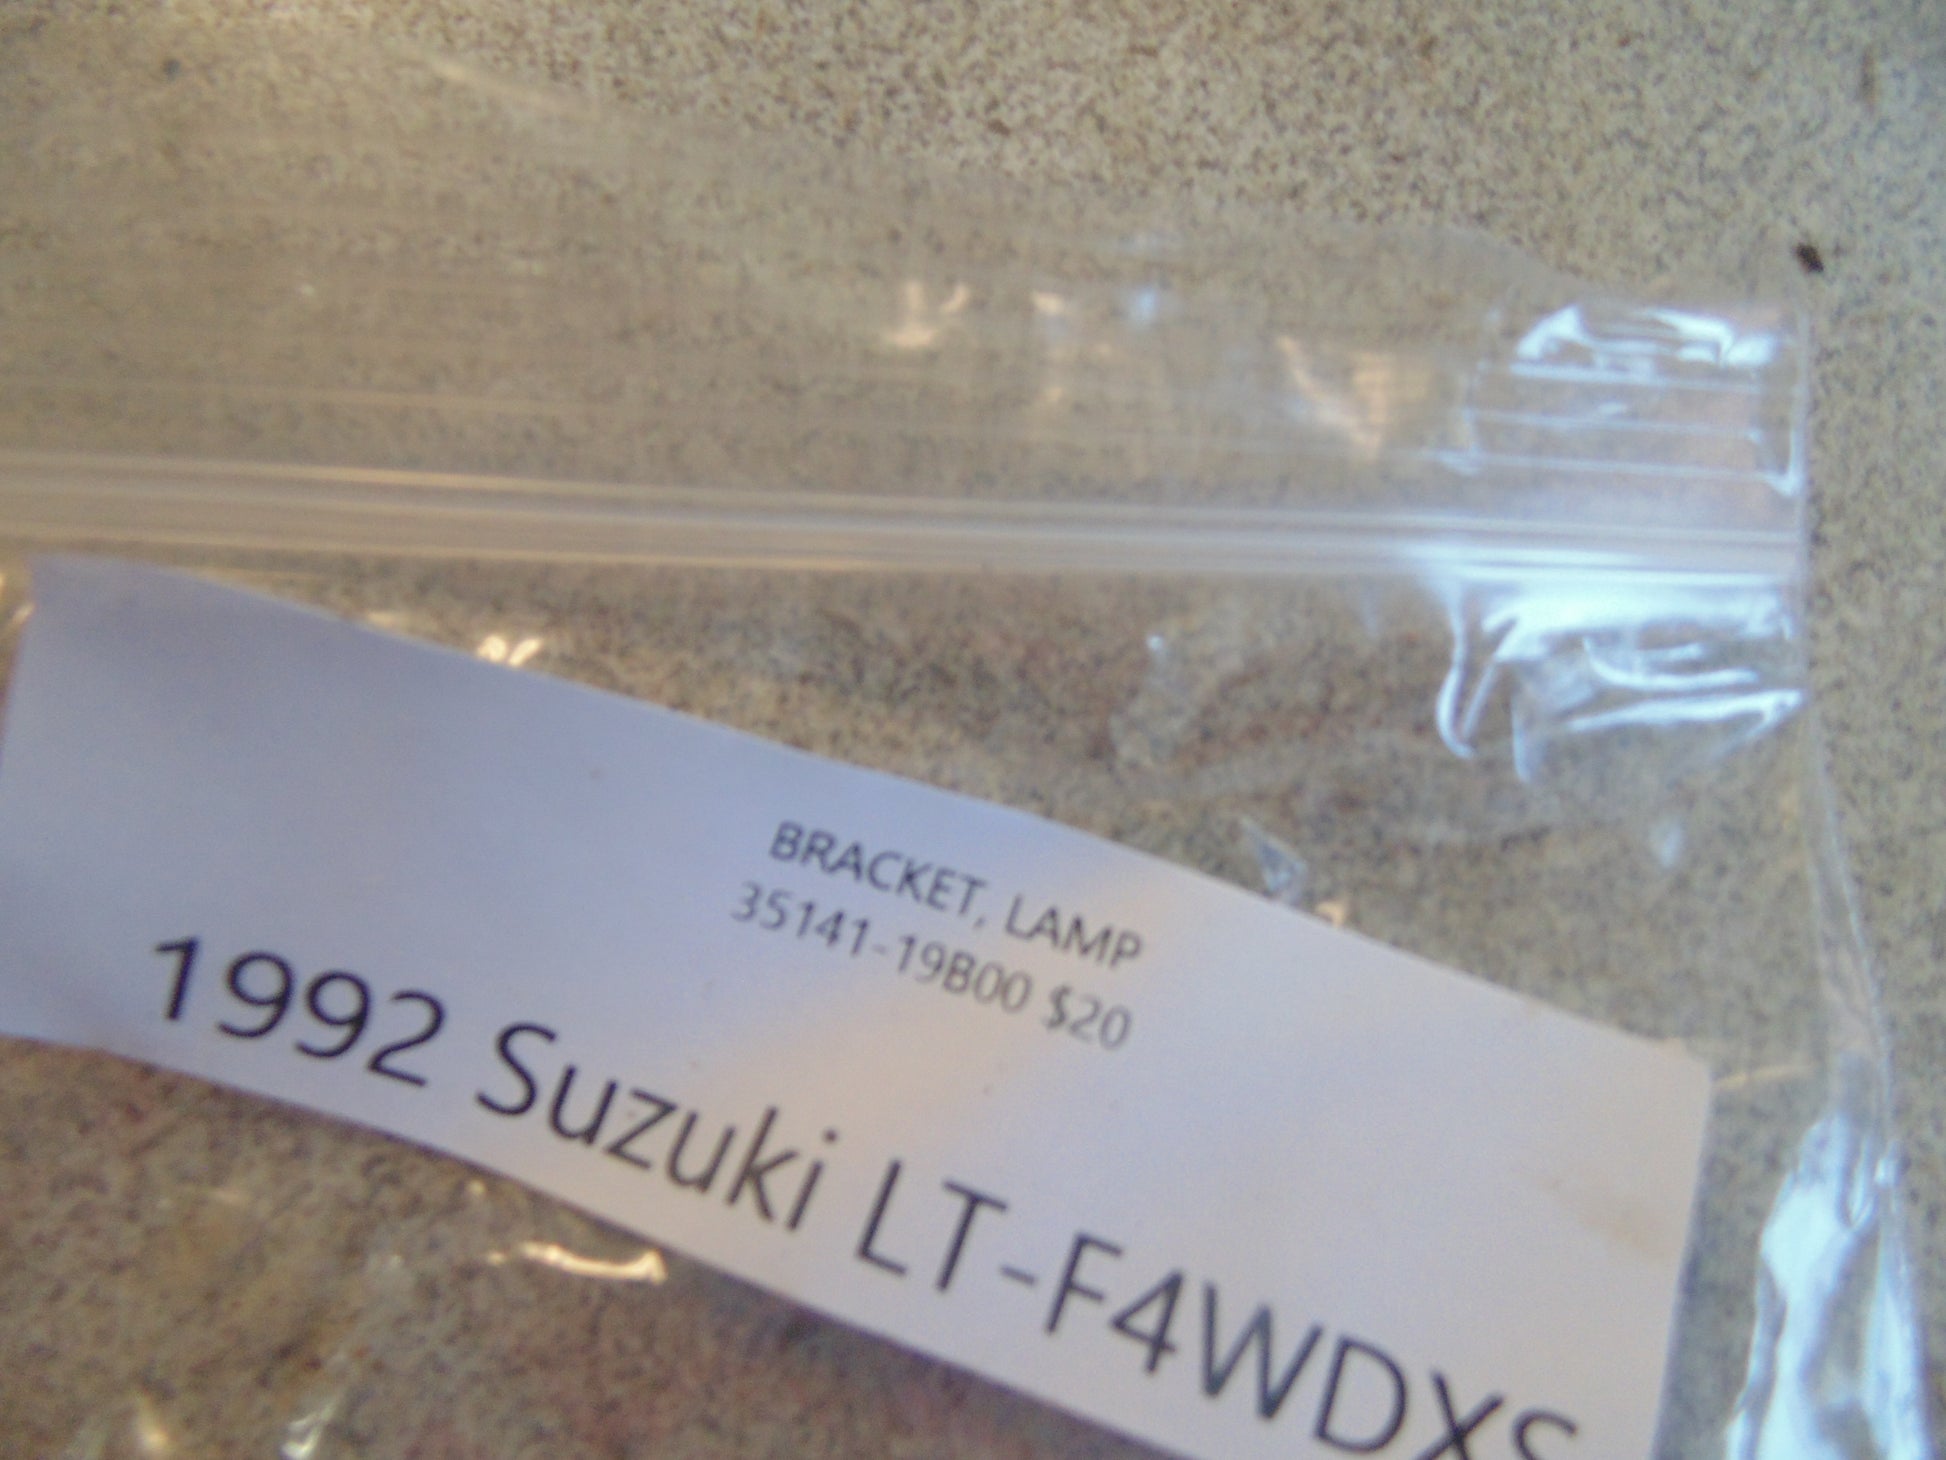 BRACKET, LAMP
35141-19B00 $20
1992 Suzuki LT-F4WDXS